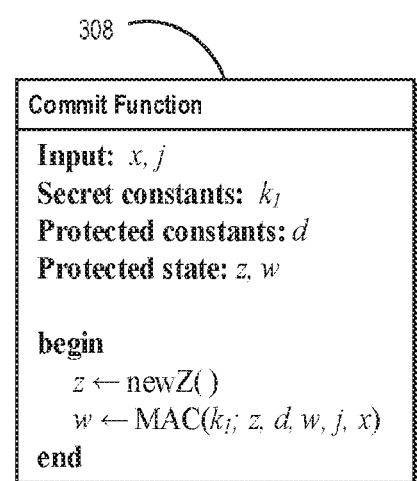 308
Commit Function
Input: x, j
Secret constants: k₁
Protected constants: d
Protected state: z, w
begin
z ← newZ( )
w ← MAC(k₁; z, d, w, j, x)
end